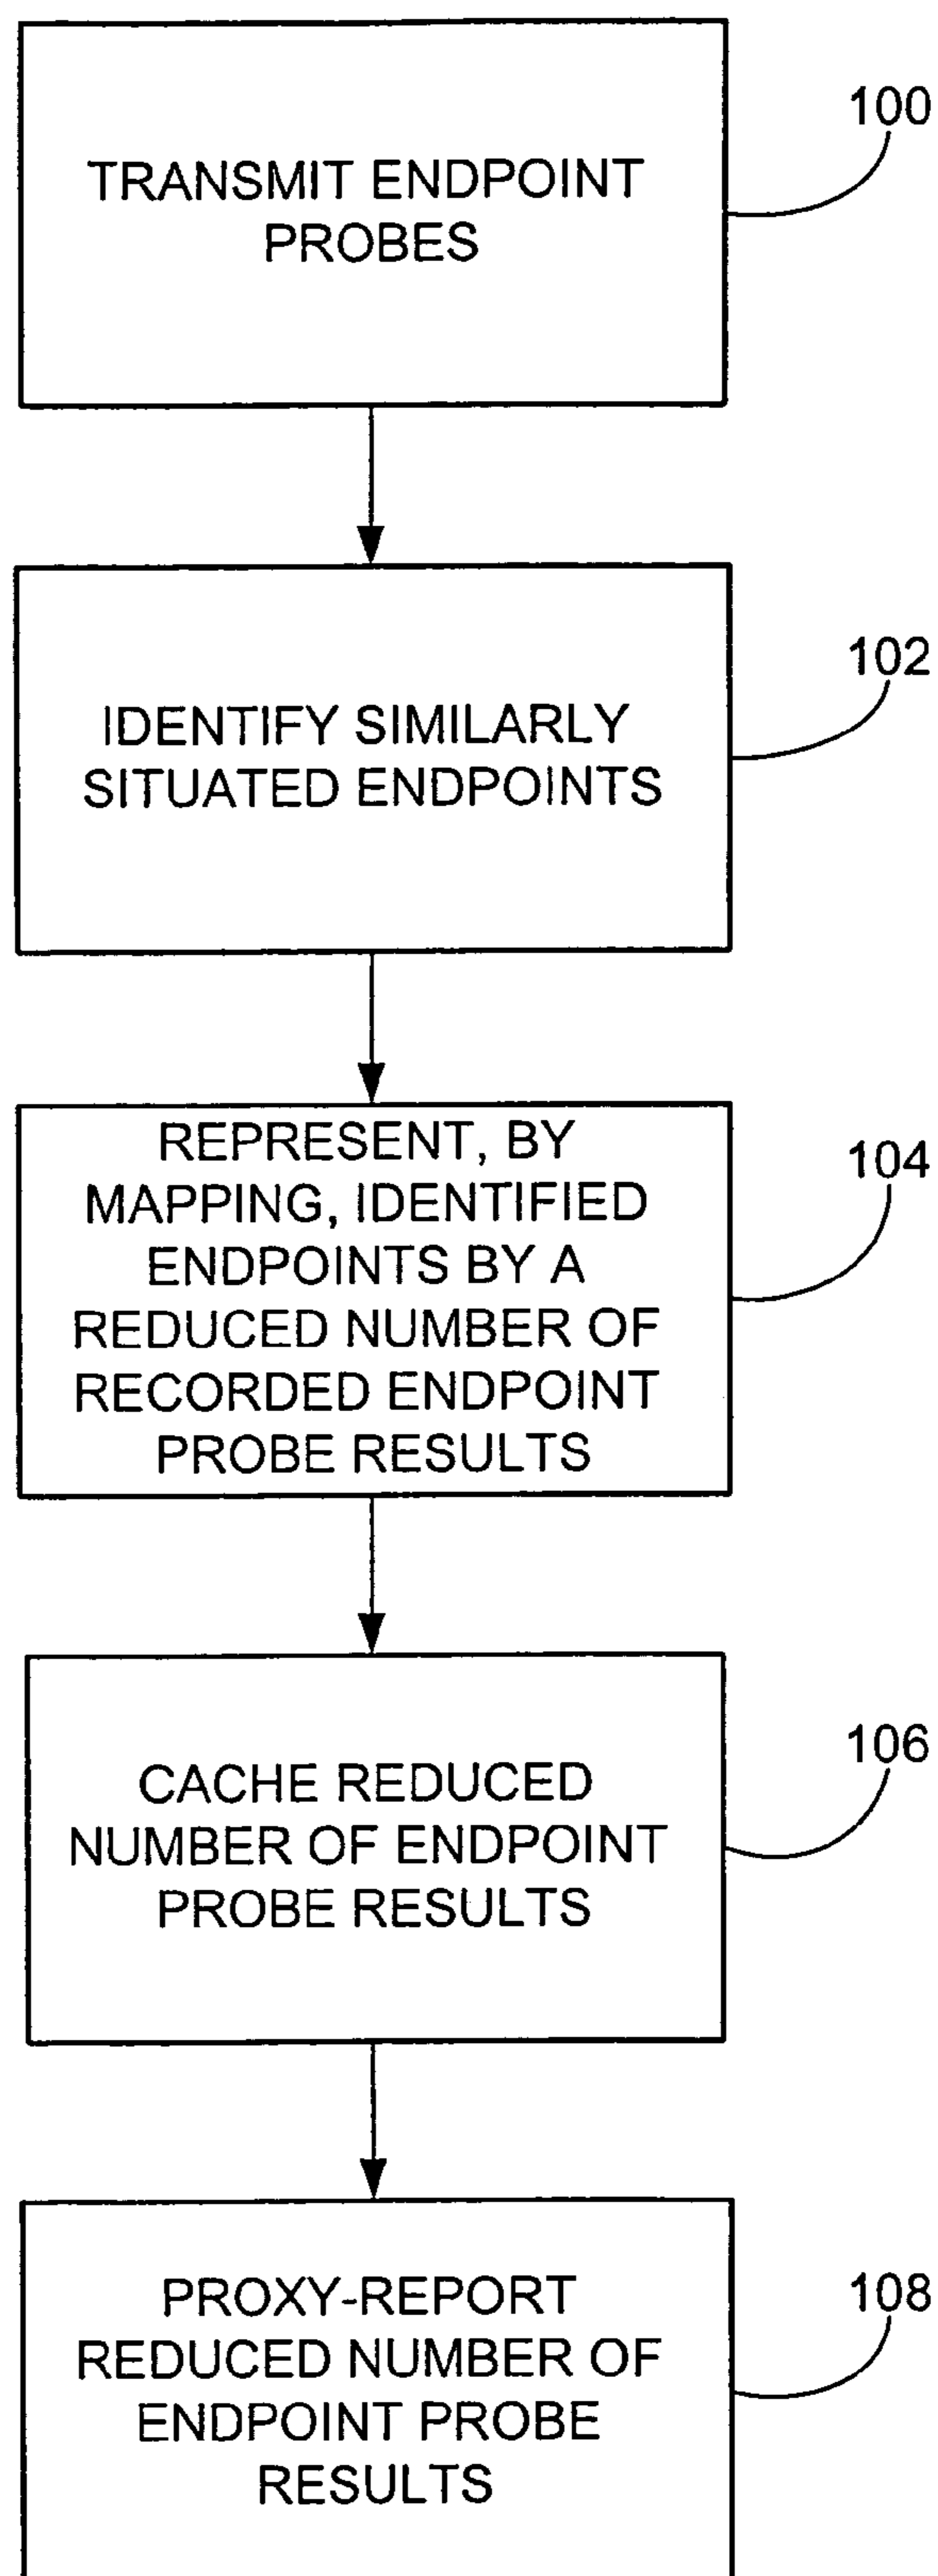 TRANSMIT ENDPOINT
PROBES
100
IDENTIFY SIMILARLY
SITUATED ENDPOINTS
102
REPRESENT, BY
MAPPING, IDENTIFIED
ENDPOINTS BY A
REDUCED NUMBER OF
RECORDED ENDPOINT
PROBE RESULTS
104
CACHE REDUCED
NUMBER OF ENDPOINT
PROBE RESULTS
106
PROXY-REPORT
REDUCED NUMBER OF
ENDPOINT PROBE
RESULTS
108